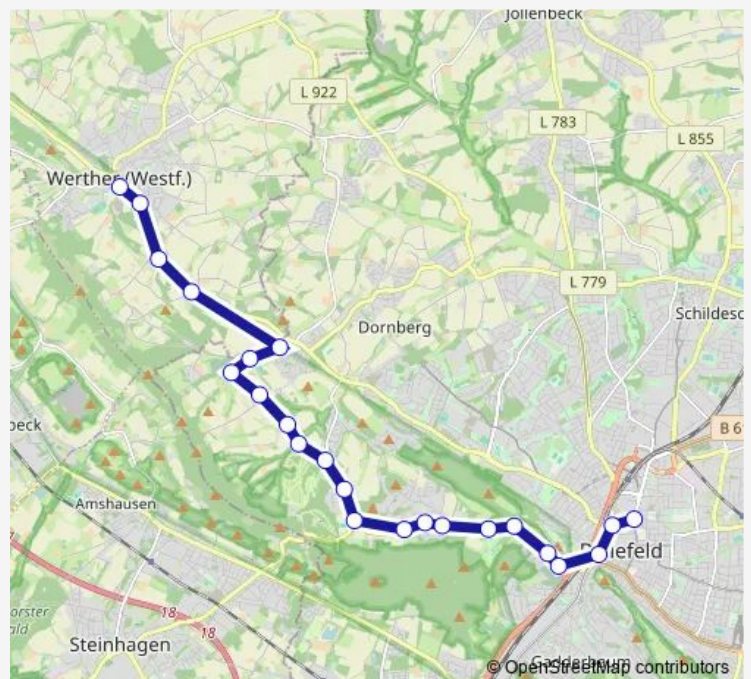 Jöllenbeck
L 922
L 783
L 855
Werther (Westf.)
L 779
Schildesc
Dornberg
beck
B 6
Amshausen
Bielefeld
orster
ald
18
18
Steinhagen
Gadderbaum
© OpenStreetMap contributors